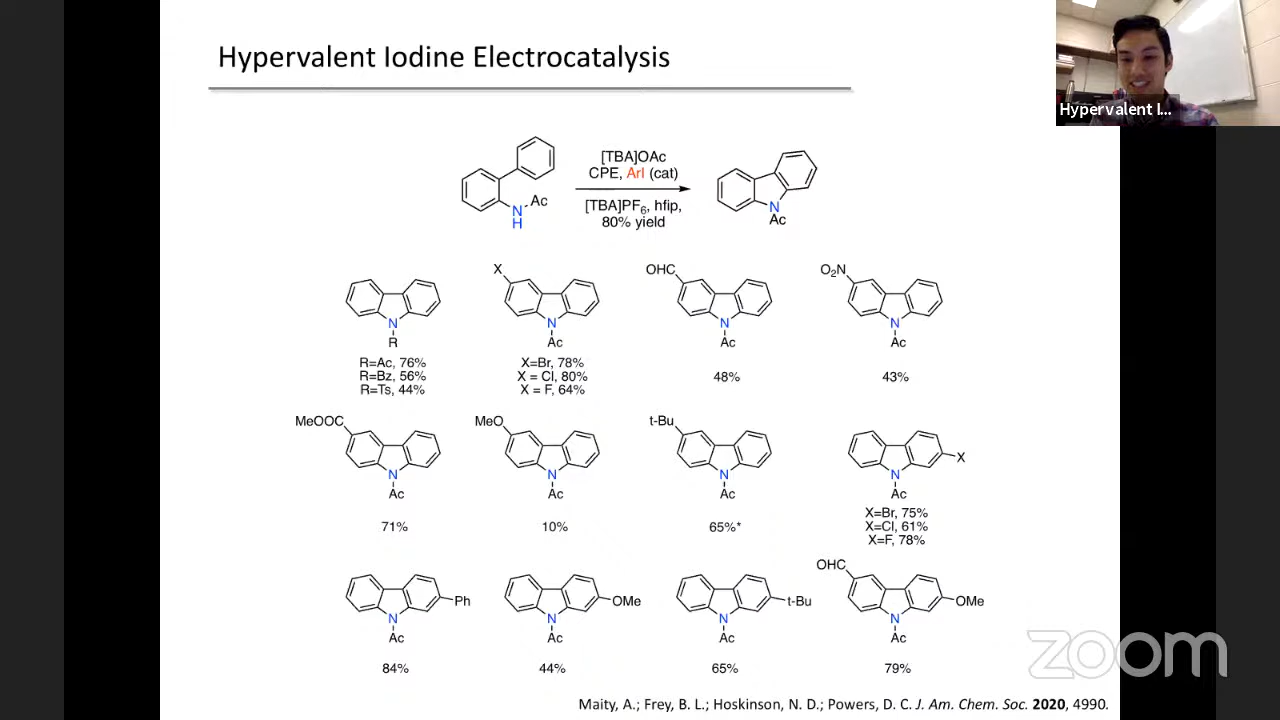 Hypervalent Iodine Electrocatalysis
Hypervalent I...
[TBA]OAc
CPE, ArI (cat)
[TBA]PF6, hfip,
80% yield
Ac
N
H
N
Ac
N
R
R=Ac, 76%
R=Bz, 56%
R=Ts, 44%
X
N
Ac
X=Br, 78%
X = Cl, 80%
X = F, 64%
OHC
N
Ac
48%
O2N
N
Ac
43%
MeOOC
N
Ac
71%
MeO
N
Ac
10%
t-Bu
N
Ac
65%*
X
N
Ac
X=Br, 75%
X=Cl, 61%
X=F, 78%
Ph
N
Ac
84%
OMe
N
Ac
44%
t-Bu
N
Ac
65%
OHC
OMe
N
Ac
79%
zoom
Maity, A.; Frey, B. L.; Hoskinson, N. D.; Powers, D. C. J. Am. Chem. Soc. 2020, 4990.